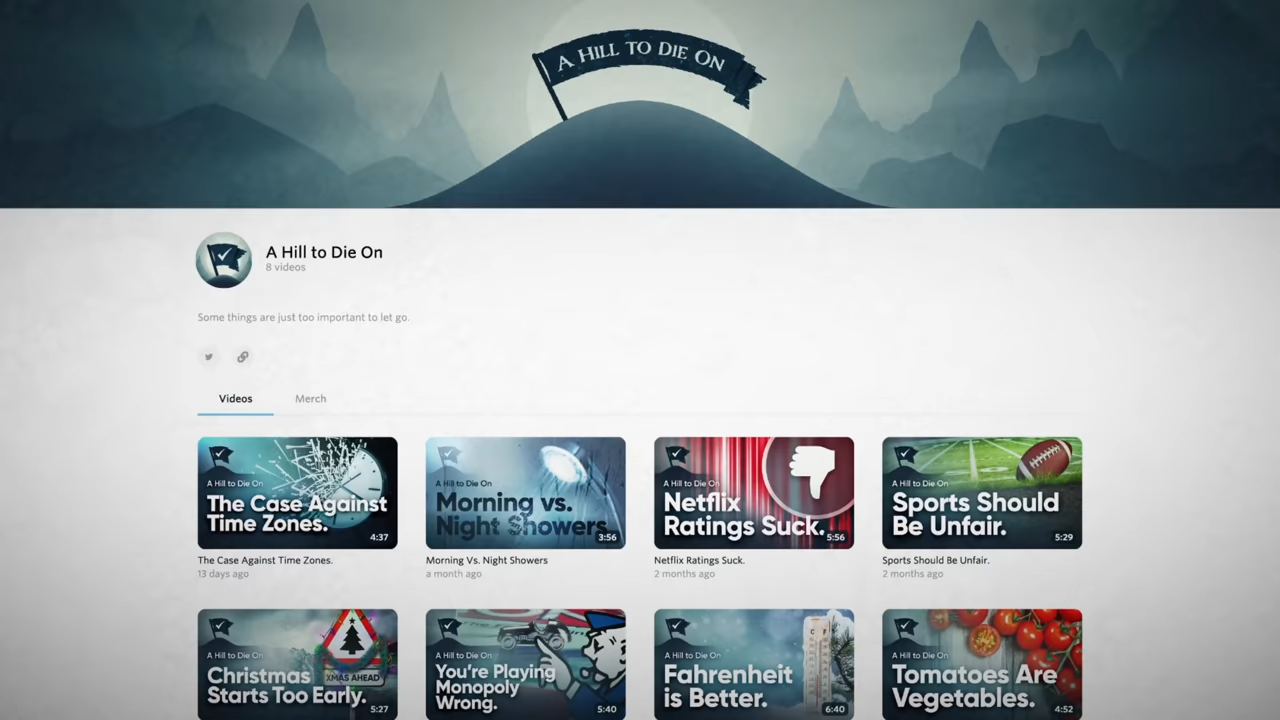 A HILL TO DIE ON
A Hill to Die On
8 videos
Some things are just too important to let go.
Videos
Merch
A Hill to Die On
The Case Against
Time Zones.
4:37
The Case Against Time Zones.
13 days ago
A Hill to Die On
Morning vs.
Night Showers
3:56
Morning Vs. Night Showers
a month ago
A Hill to Die On
Netflix
Ratings Suck.
5:56
Netflix Ratings Suck.
2 months ago
A Hill to Die On
Sports Should
Be Unfair.
5:29
Sports Should Be Unfair.
2 months ago
A Hill to Die On
Christmas
Starts Too Early.
XMAS AHEAD
5:27
A Hill to Die On
You're Playing
Monopoly
Wrong.
5:40
A Hill to Die On
Fahrenheit
is Better.
C F
6:40
A Hill to Die On
Tomatoes Are
Vegetables.
4:52